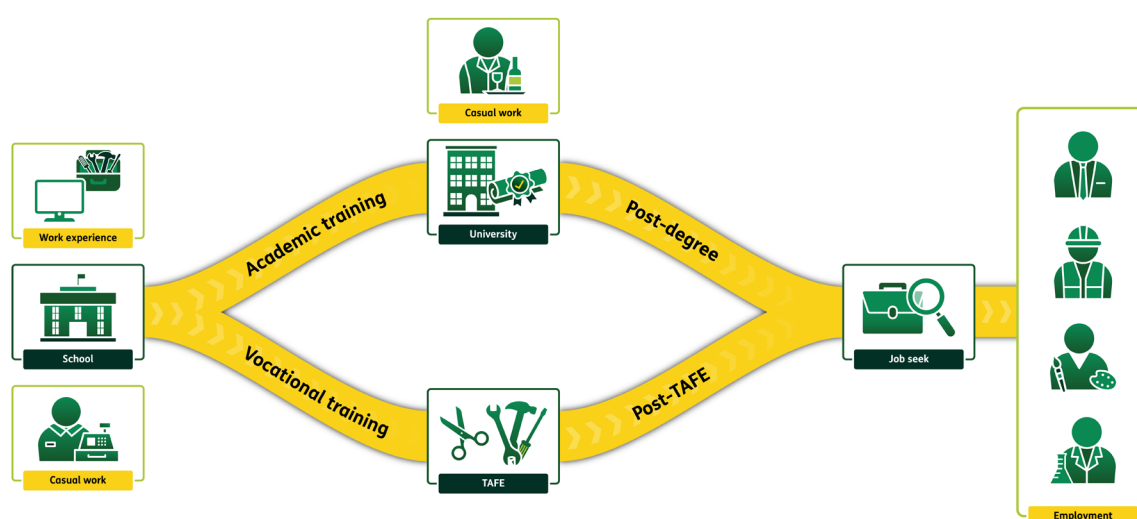 Casual work
Work experience
Academic training
University
Post-degree
School
Job seek
Vocational training
Post-TAFE
Casual work
TAFE
Employment